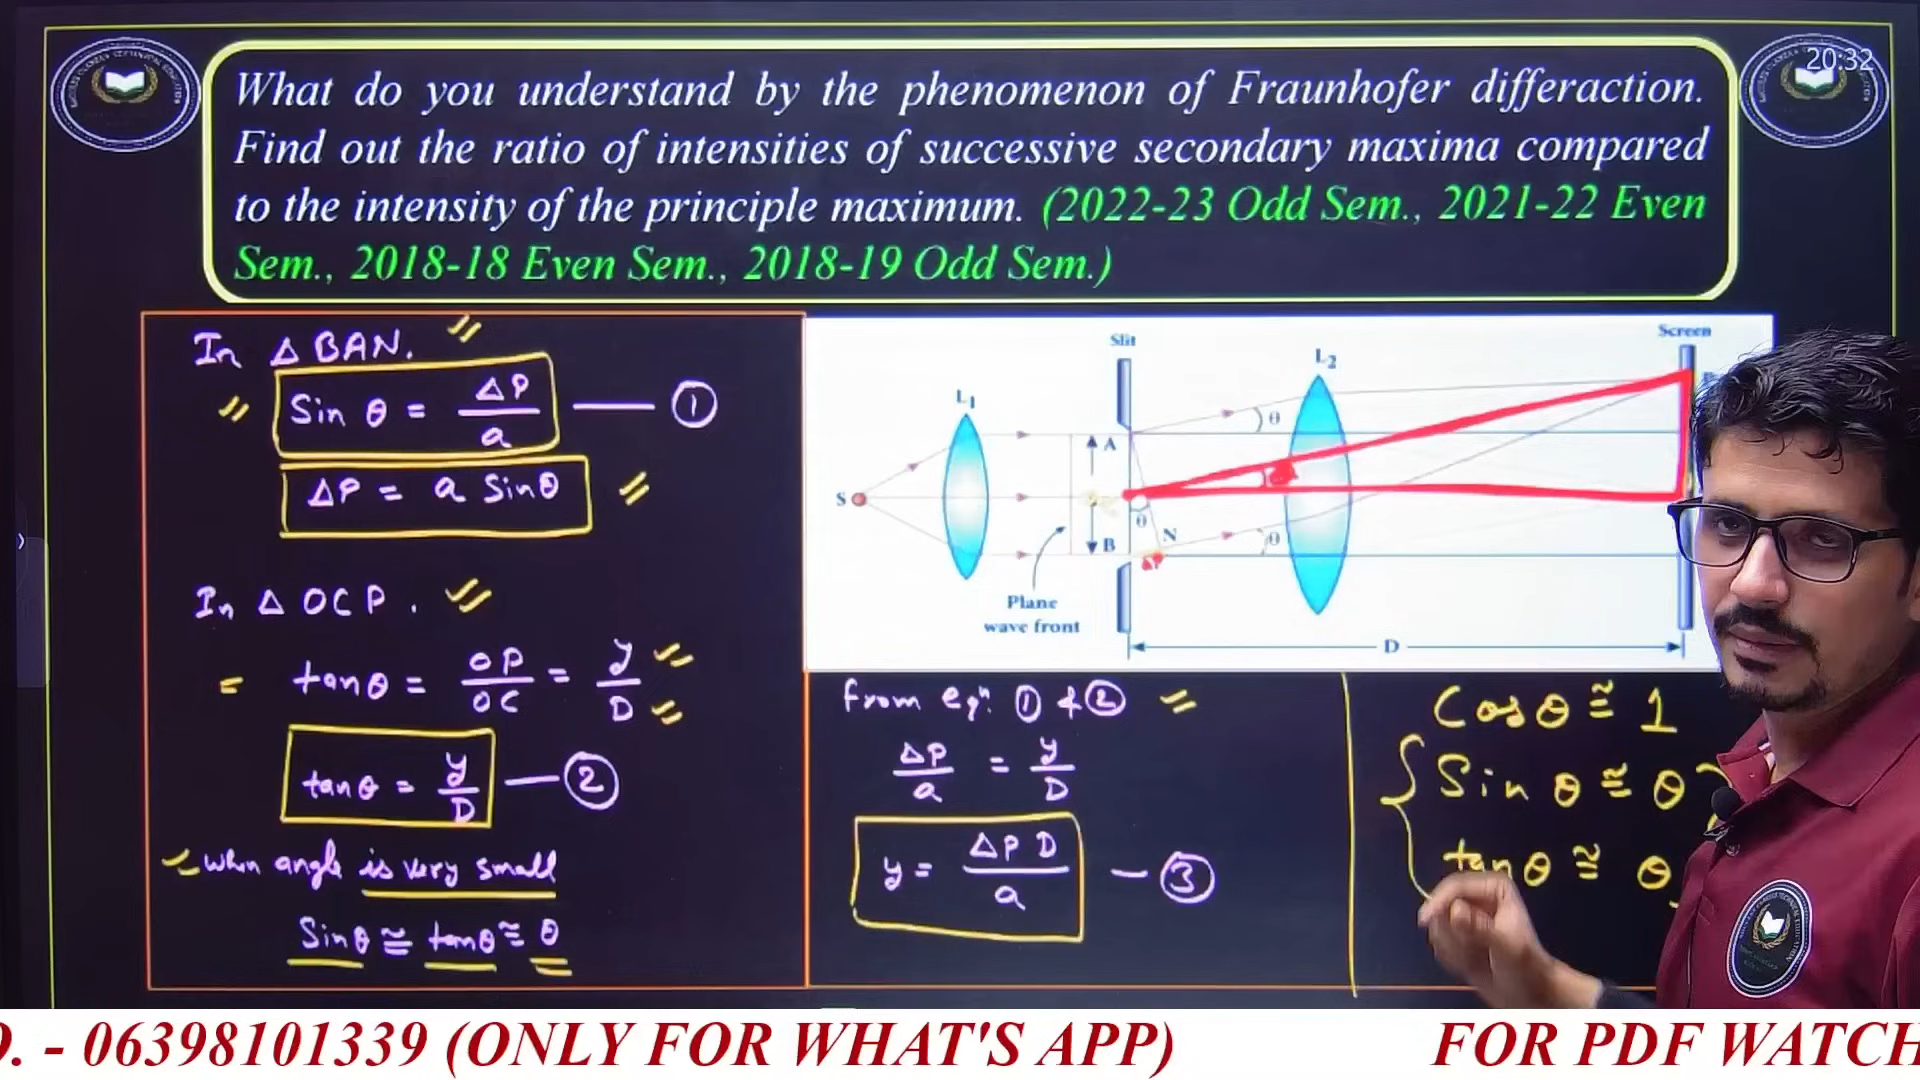 20:32
What do you understand by the phenomenon of Fraunhofer differaction.
Find out the ratio of intensities of successive secondary maxima compared
to the intensity of the principle maximum. (2022-23 Odd Sem., 2021-22 Even
Sem., 2018-18 Even Sem., 2018-19 Odd Sem.)
In △ BAN.
Sin θ = ΔP/a — ①
ΔP = a Sinθ
In △ OCP.
tanθ = OP/OC = y/D
tanθ = y/D — ②
when angle is very small
Sinθ ≅ tanθ ≅ θ
Slit
Screen
L₂
L₁
θ
A
S
θ
N
B
θ
Plane
wave front
D
from eqⁿ. ① & ②
ΔP/a = y/D
y = ΔP D/a — ③
Cosθ ≅ 1
Sin θ ≅ θ
tanθ ≅ θ
. - 06398101339 (ONLY FOR WHAT'S APP)
FOR PDF WATCH